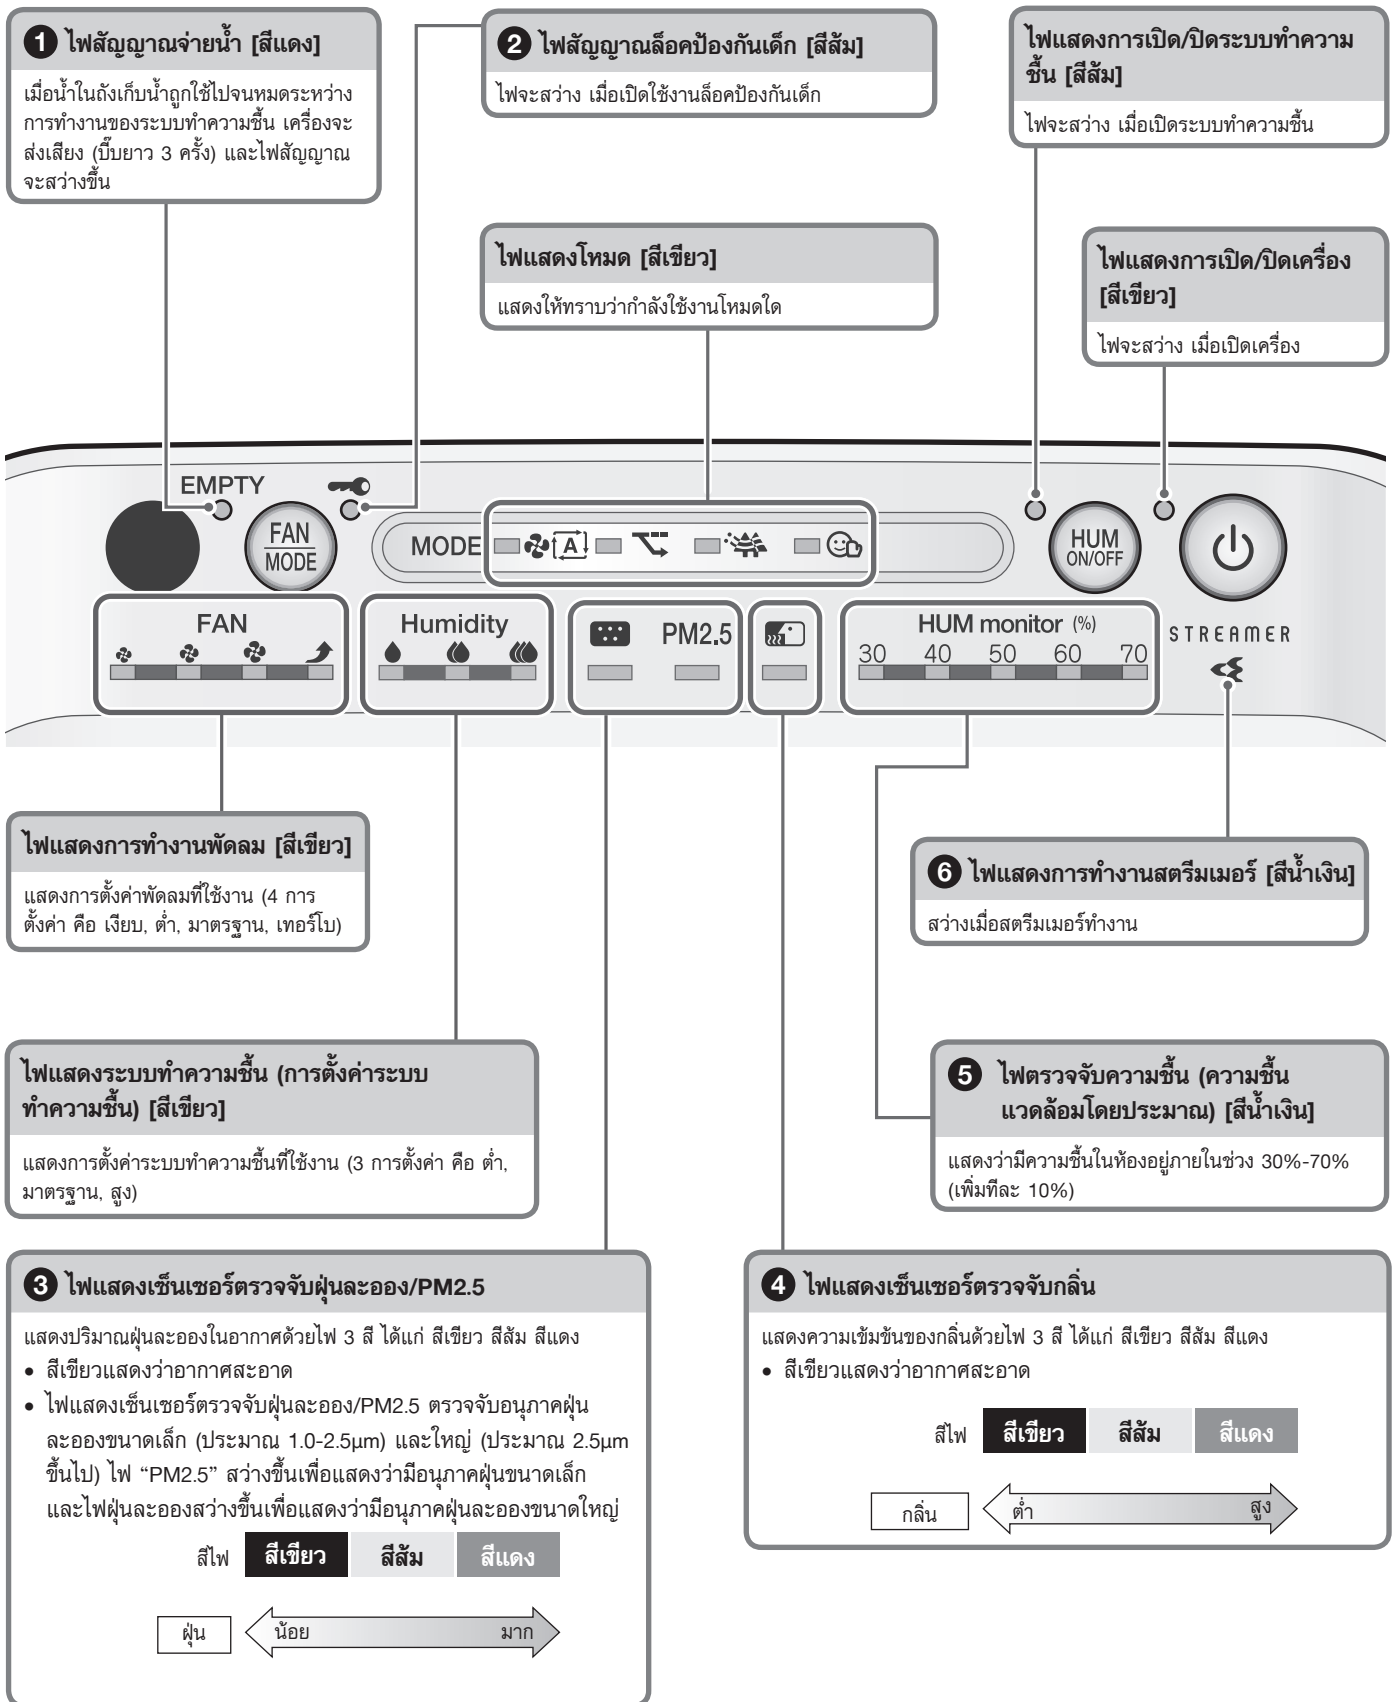 1 ไฟสัญญาณจ่ายน้ำ [สีแดง]
เมื่อน้ำในถังเก็บน้ำถูกใช้ไปจนหมดระหว่าง
การทำงานของระบบทำความชื้น เครื่องจะ
ส่งเสียง (บี๊บยาว 3 ครั้ง) และไฟสัญญาณ
จะสว่างขึ้น
2 ไฟสัญญาณล็อคป้องกันเด็ก [สีส้ม]
ไฟจะสว่าง เมื่อเปิดใช้งานล็อคป้องกันเด็ก
ไฟแสดงการเปิด/ปิดระบบทำความ
ชื้น [สีส้ม]
ไฟจะสว่าง เมื่อเปิดระบบทำความชื้น
ไฟแสดงโหมด [สีเขียว]
แสดงให้ทราบว่ากำลังใช้งานโหมดใด
ไฟแสดงการเปิด/ปิดเครื่อง
[สีเขียว]
ไฟจะสว่าง เมื่อเปิดเครื่อง
EMPTY
FAN
MODE
MODE
A
HUM
ON/OFF
FAN
Humidity
PM2.5
HUM monitor (%)
30 40 50 60 70
STREAMER
ไฟแสดงการทำงานพัดลม [สีเขียว]
แสดงการตั้งค่าพัดลมที่ใช้งาน (4 การ
ตั้งค่า คือ เงียบ, ต่ำ, มาตรฐาน, เทอร์โบ)
6 ไฟแสดงการทำงานสตรีมเมอร์ [สีน้ำเงิน]
สว่างเมื่อสตรีมเมอร์ทำงาน
ไฟแสดงระบบทำความชื้น (การตั้งค่าระบบ
ทำความชื้น) [สีเขียว]
แสดงการตั้งค่าระบบทำความชื้นที่ใช้งาน (3 การตั้งค่า คือ ต่ำ,
มาตรฐาน, สูง)
5 ไฟตรวจจับความชื้น (ความชื้น
แวดล้อมโดยประมาณ) [สีน้ำเงิน]
แสดงว่ามีความชื้นในห้องอยู่ภายในช่วง 30%-70%
(เพิ่มทีละ 10%)
3 ไฟแสดงเซ็นเซอร์ตรวจจับฝุ่นละออง/PM2.5
แสดงปริมาณฝุ่นละอองในอากาศด้วยไฟ 3 สี ได้แก่ สีเขียว สีส้ม สีแดง
• สีเขียวแสดงว่าอากาศสะอาด
• ไฟแสดงเซ็นเซอร์ตรวจจับฝุ่นละออง/PM2.5 ตรวจจับอนุภาคฝุ่น
ละอองขนาดเล็ก (ประมาณ 1.0-2.5µm) และใหญ่ (ประมาณ 2.5µm
ขึ้นไป) ไฟ “PM2.5” สว่างขึ้นเพื่อแสดงว่ามีอนุภาคฝุ่นขนาดเล็ก
และไฟฝุ่นละอองสว่างขึ้นเพื่อแสดงว่ามีอนุภาคฝุ่นละอองขนาดใหญ่
สีไฟ สีเขียว สีส้ม สีแดง
ฝุ่น น้อย มาก
4 ไฟแสดงเซ็นเซอร์ตรวจจับกลิ่น
แสดงความเข้มข้นของกลิ่นด้วยไฟ 3 สี ได้แก่ สีเขียว สีส้ม สีแดง
• สีเขียวแสดงว่าอากาศสะอาด
สีไฟ สีเขียว สีส้ม สีแดง
กลิ่น ต่ำ สูง